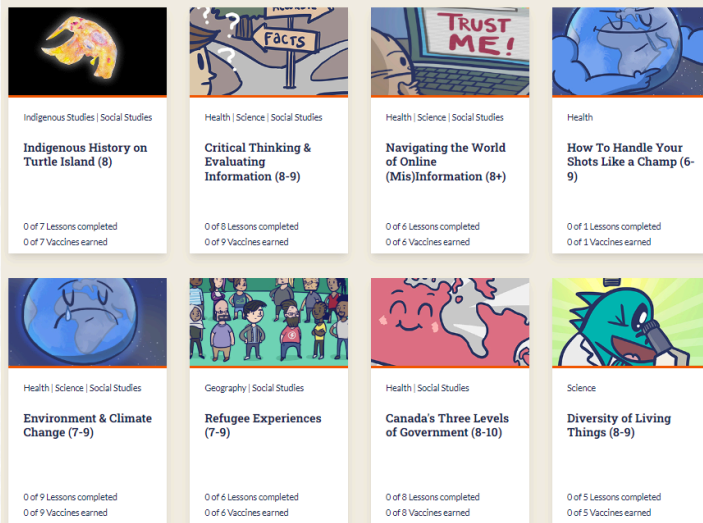 FACTS
TRUST
ME!
Indigenous Studies | Social Studies
Indigenous History on
Turtle Island (8)
0 of 7 Lessons completed
0 of 7 Vaccines earned
Health | Science | Social Studies
Critical Thinking &
Evaluating
Information (8-9)
0 of 8 Lessons completed
0 of 9 Vaccines earned
Health | Science | Social Studies
Navigating the World
of Online
(Mis)Information (8+)
0 of 6 Lessons completed
0 of 6 Vaccines earned
Health
How To Handle Your
Shots Like a Champ (6-
9)
0 of 1 Lessons completed
0 of 1 Vaccines earned
Health | Science | Social Studies
Environment & Climate
Change (7-9)
0 of 9 Lessons completed
0 of 9 Vaccines earned
Geography | Social Studies
Refugee Experiences
(7-9)
0 of 6 Lessons completed
0 of 6 Vaccines earned
Health | Social Studies
Canada's Three Levels
of Government (8-10)
0 of 8 Lessons completed
0 of 8 Vaccines earned
Science
Diversity of Living
Things (8-9)
0 of 5 Lessons completed
0 of 5 Vaccines earned